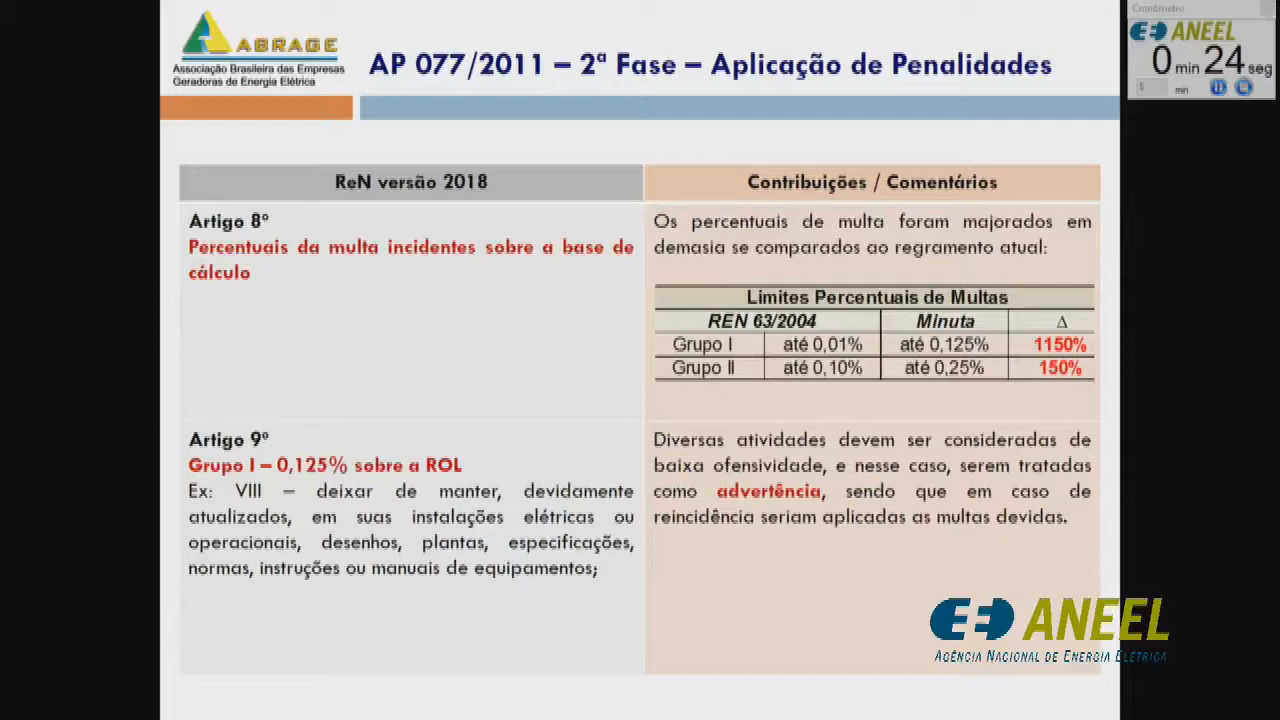 ABRAGE
Associação Brasileira das Empresas
Geradoras de Energia Elétrica
AP 077/2011 – 2ª Fase – Aplicação de Penalidades
Cronômetro
ANEEL
0 min 24 seg
5 min
ReN versão 2018
Contribuições / Comentários
Artigo 8º
Percentuais da multa incidentes sobre a base de
cálculo
Os percentuais de multa foram majorados em
demasia se comparados ao regramento atual:
Limites Percentuais de Multas
REN 63/2004 Minuta Δ
Grupo I até 0,01% até 0,125% 1150%
Grupo II até 0,10% até 0,25% 150%
Artigo 9º
Grupo I – 0,125% sobre a ROL
Ex: VIII – deixar de manter, devidamente
atualizados, em suas instalações elétricas ou
operacionais, desenhos, plantas, especificações,
normas, instruções ou manuais de equipamentos;
Diversas atividades devem ser consideradas de
baixa ofensividade, e nesse caso, serem tratadas
como advertência, sendo que em caso de
reincidência seriam aplicadas as multas devidas.
ANEEL
AGÊNCIA NACIONAL DE ENERGIA ELÉTRICA